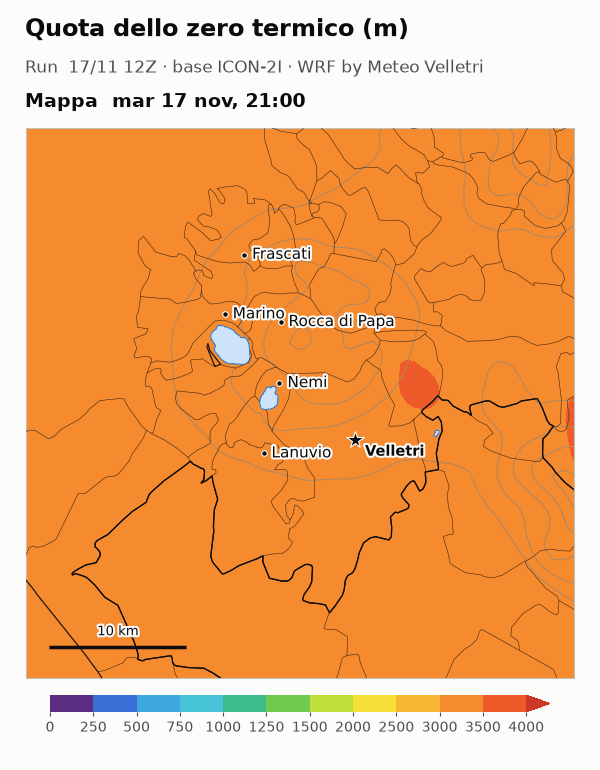 Quota dello zero termico (m)
Run  17/11 12Z · base ICON-2I · WRF by Meteo Velletri
Mappa  mar 17 nov, 21:00
Frascati
Marino
Rocca di Papa
Nemi
Velletri
Lanuvio
10 km
0 250 500 750 1000 1250 1500 2000 2500 3000 3500 4000